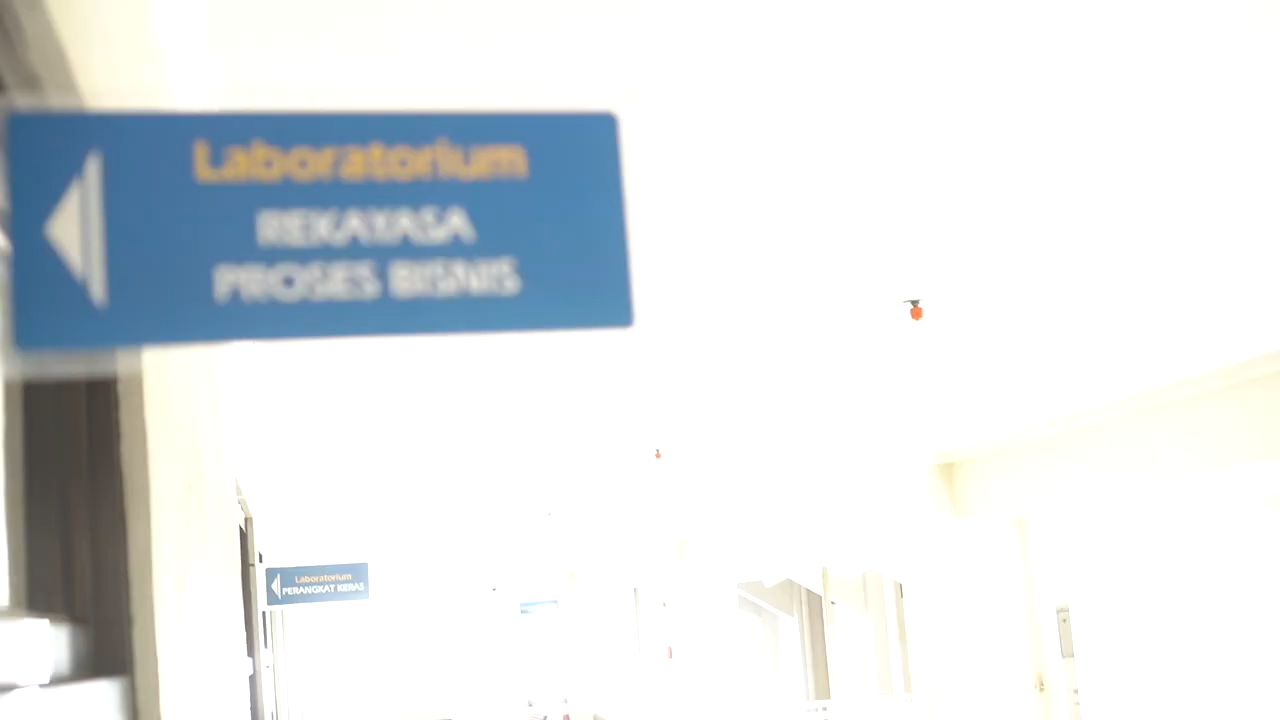 Laboratorium
REKAYASA
PROSES BISNIS
Laboratorium
PERANGKAT KERAS